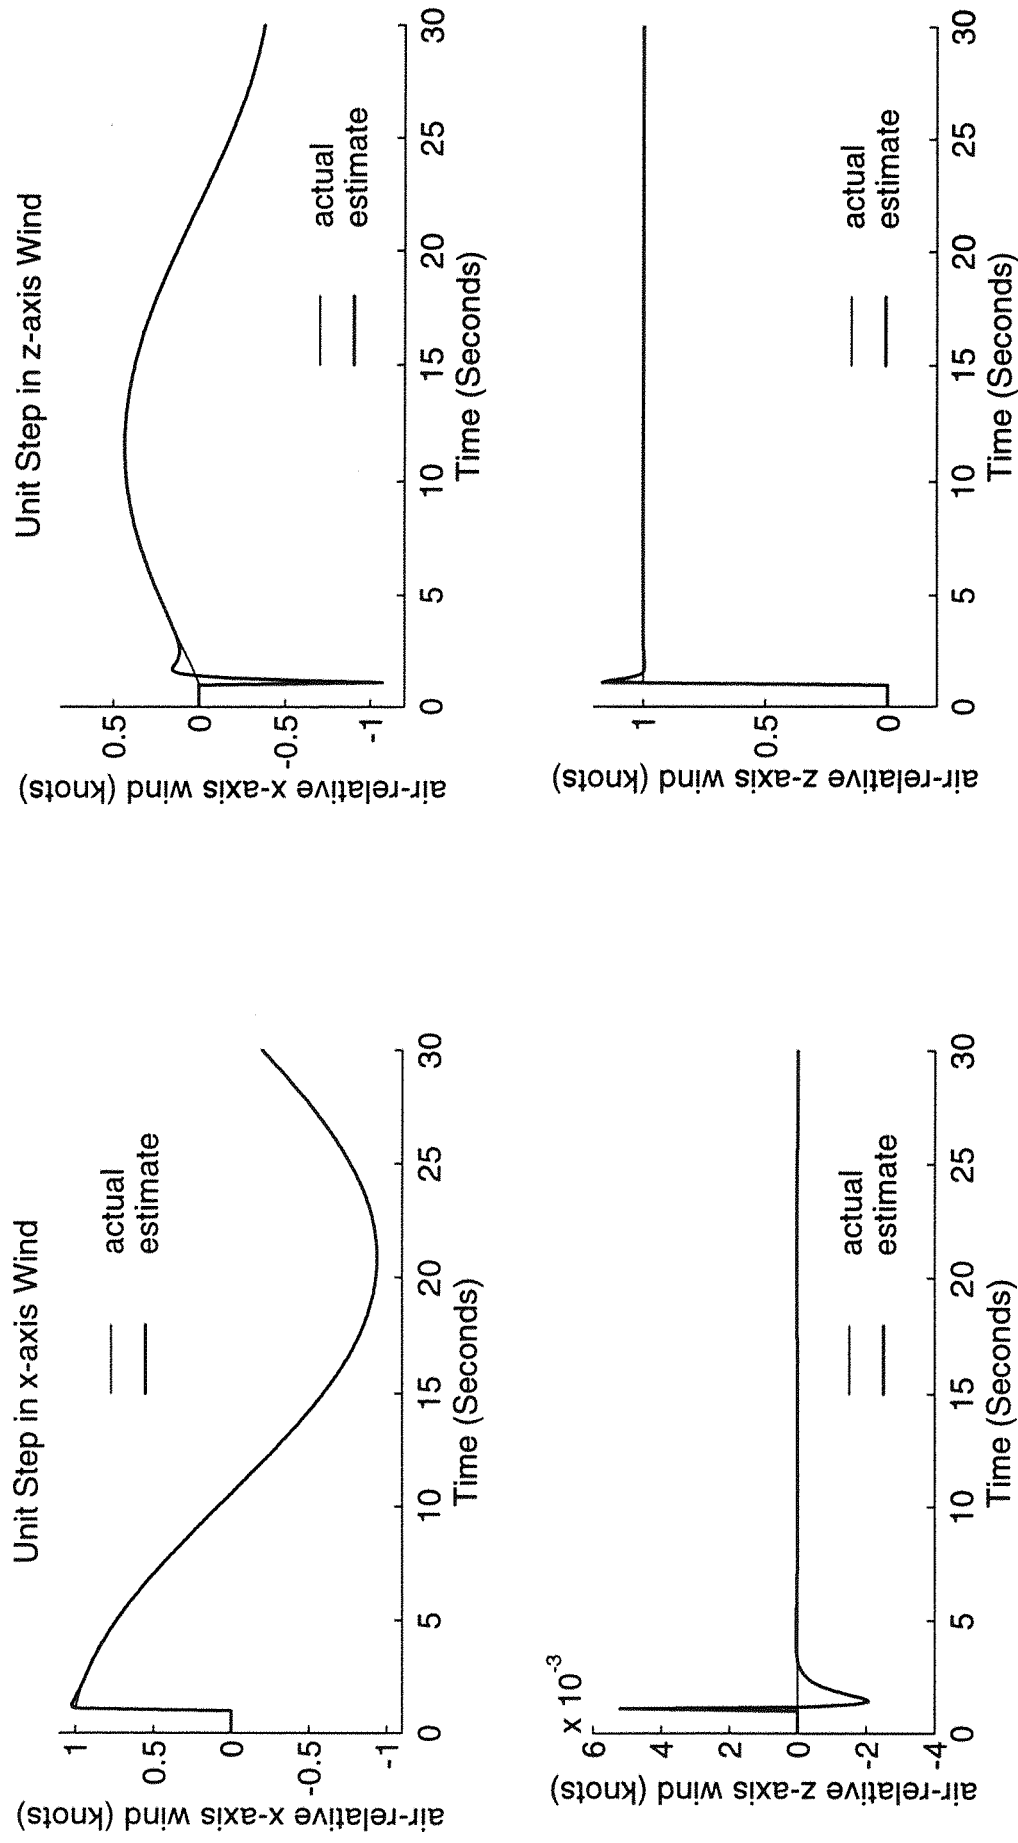 Unit Step in x-axis Wind
air-relative x-axis wind (knots)
1
0.5
0
-0.5
-1
actual
estimate
0
5
10
15
20
25
30
Time (Seconds)
Unit Step in z-axis Wind
air-relative x-axis wind (knots)
0.5
0
-0.5
-1
actual
estimate
0
5
10
15
20
25
30
Time (Seconds)
x 10-3
air-relative z-axis wind (knots)
6
4
2
0
-2
-4
actual
estimate
0
5
10
15
20
25
30
Time (Seconds)
air-relative z-axis wind (knots)
1
0.5
0
actual
estimate
0
5
10
15
20
25
30
Time (Seconds)